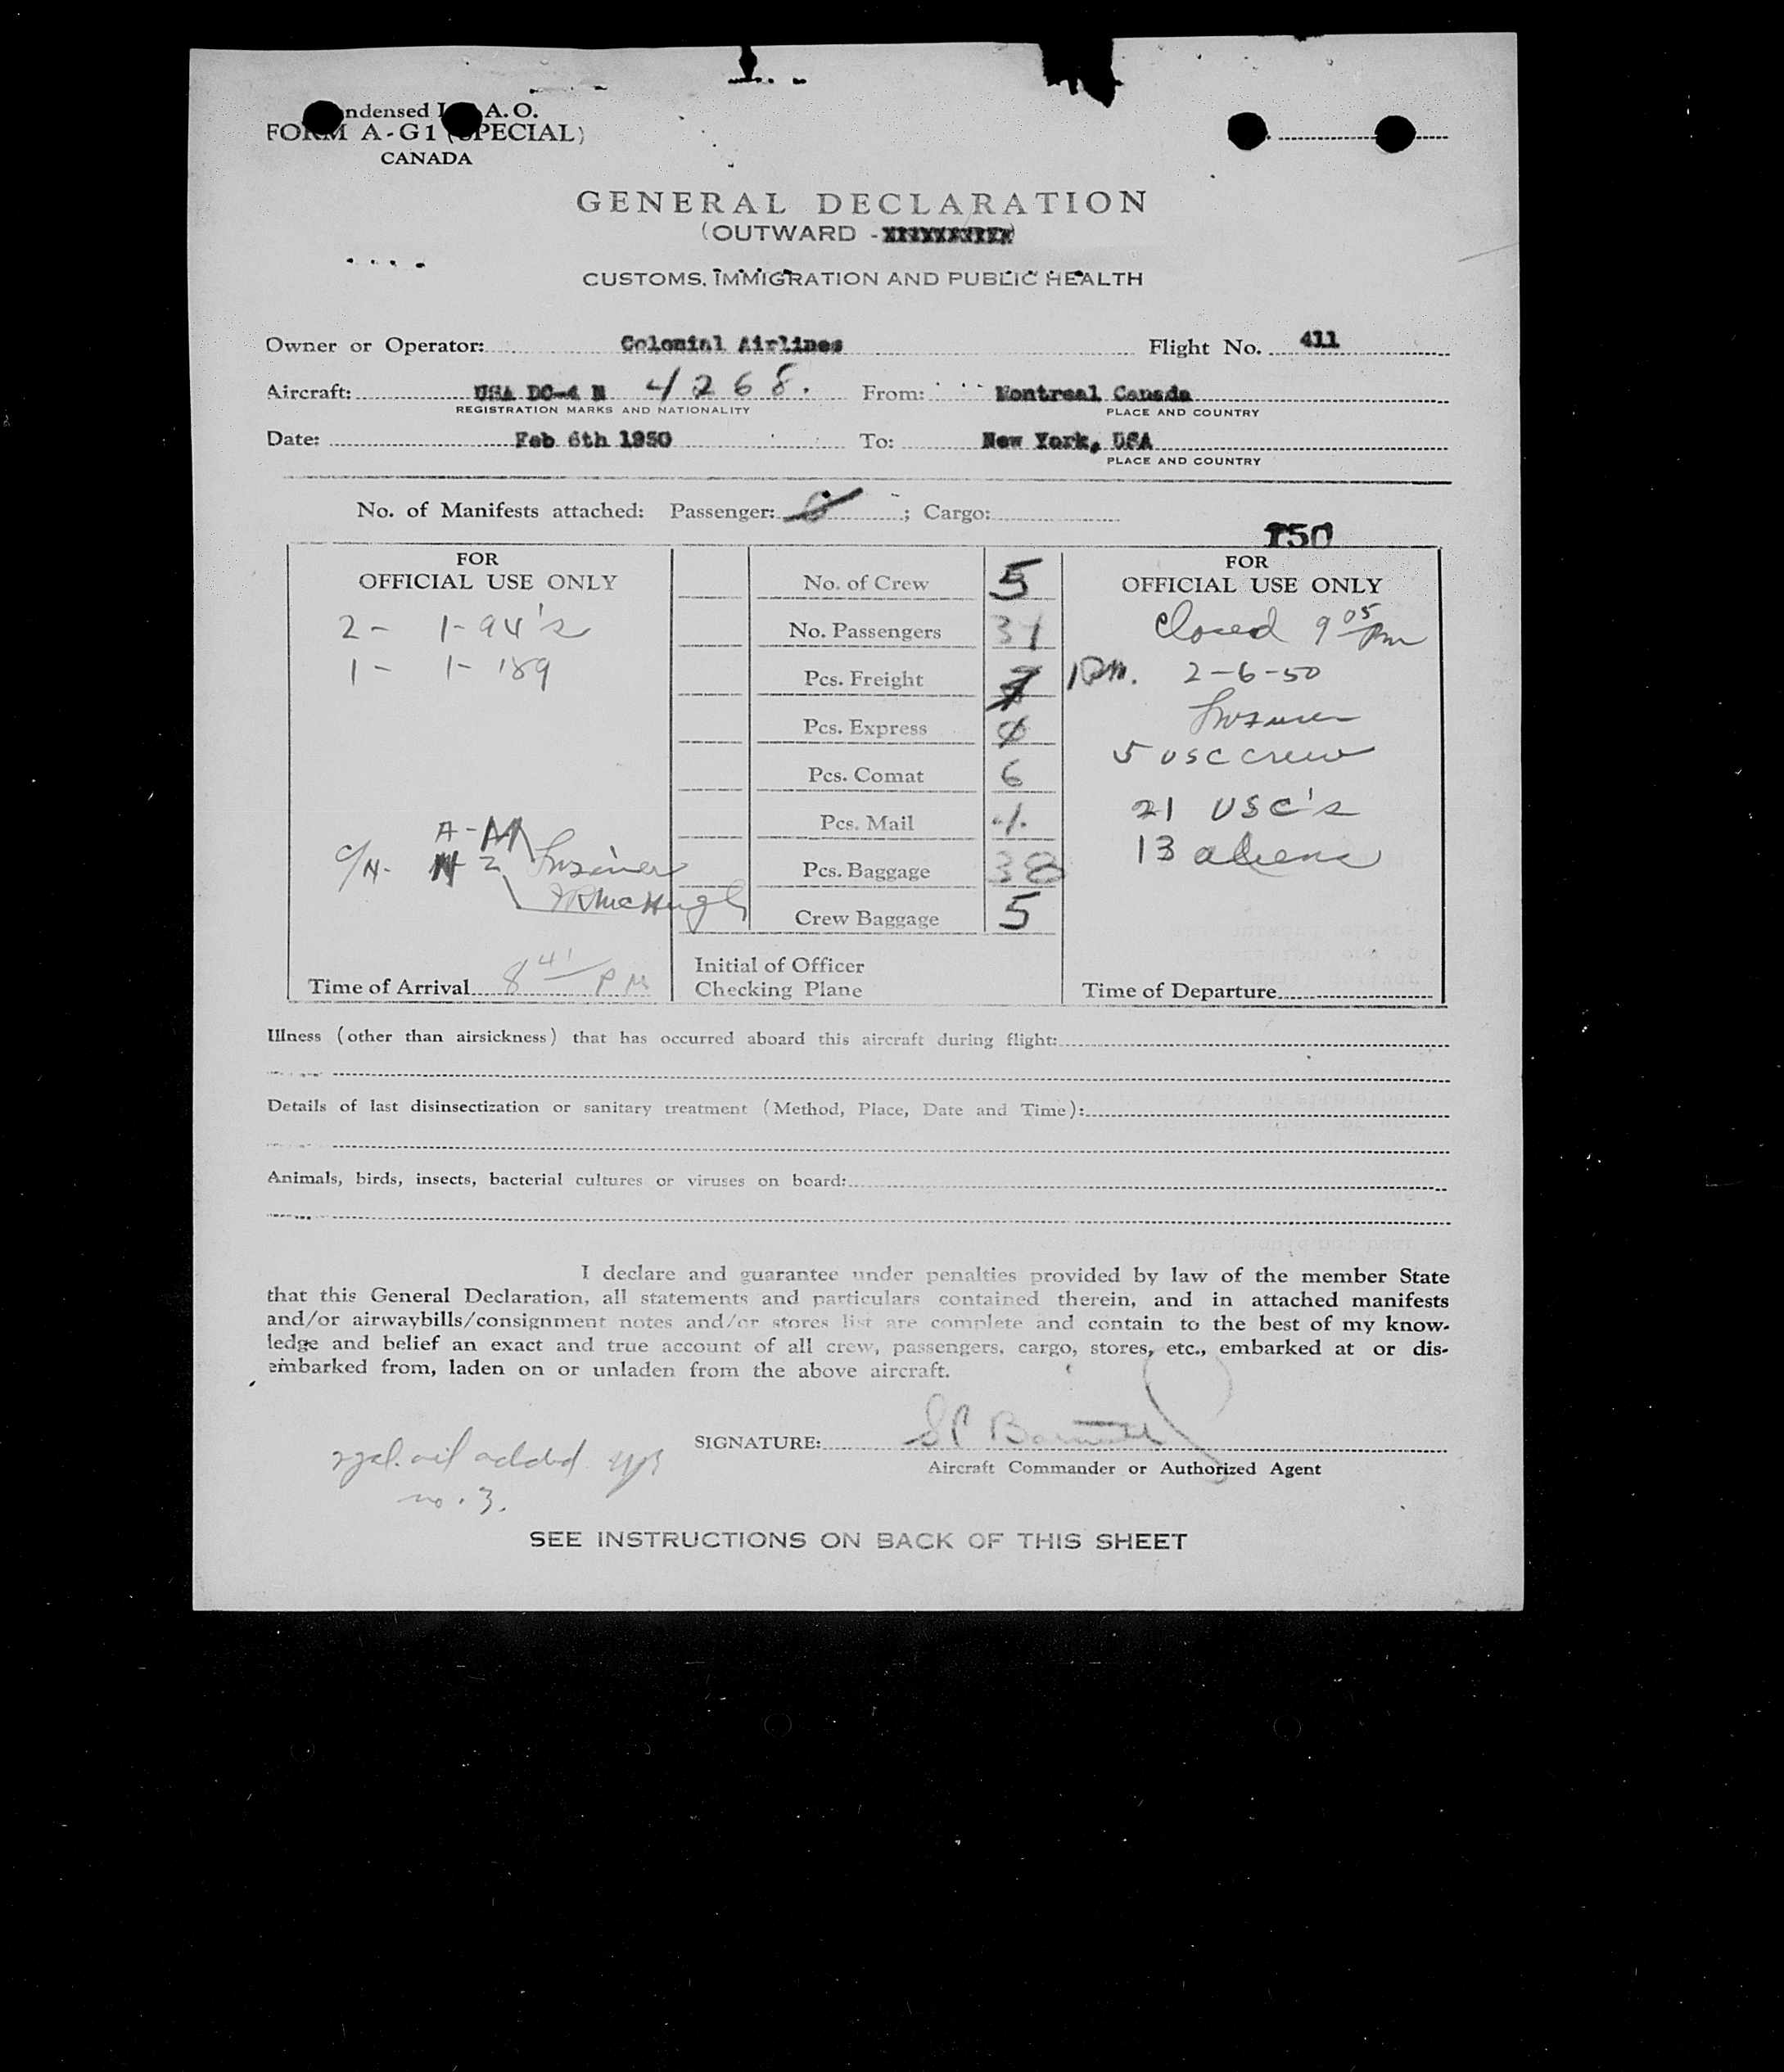 ndensed I A. O.
FORM A-G1 (SPECIAL)
CANADA
GENERAL DECLARATION
(OUTWARD -
CUSTOMS, IMMIGRATION AND PUBLIC HEALTH
Owner or Operator: Colonial Airlines Flight No. 411
Aircraft: USA DC-4 N 4268. From: Montreal Canada
REGISTRATION MARKS AND NATIONALITY PLACE AND COUNTRY
Date: Feb 6th 1950 To: New York, USA
PLACE AND COUNTRY
No. of Manifests attached: Passenger: ; Cargo:
FOR
OFFICIAL USE ONLY
2 - 1-94's
1 - 1-189
Time of Arrival 8 41 PM
No. of Crew 5
No. Passengers 34
Pcs. Freight
Pcs. Express
Pcs. Comat 6
Pcs. Mail
Pcs. Baggage 38
Crew Baggage 5
Initial of Officer
Checking Plane
150
FOR
OFFICIAL USE ONLY
Closed 9 05 Pm
2-6-50
5 USC crew
21 USC's
13 aliens
Time of Departure
Illness (other than airsickness) that has occurred aboard this aircraft during flight:
Details of last disinsectization or sanitary treatment (Method, Place, Date and Time):
Animals, birds, insects, bacterial cultures or viruses on board:
I declare and guarantee under penalties provided by law of the member State
that this General Declaration, all statements and particulars contained therein, and in attached manifests
and/or airwaybills/consignment notes and/or stores list are complete and contain to the best of my know-
ledge and belief an exact and true account of all crew, passengers, cargo, stores, etc., embarked at or dis-
embarked from, laden on or unladen from the above aircraft.
SIGNATURE:
Aircraft Commander or Authorized Agent
gal. oil added
no. 3.
SEE INSTRUCTIONS ON BACK OF THIS SHEET